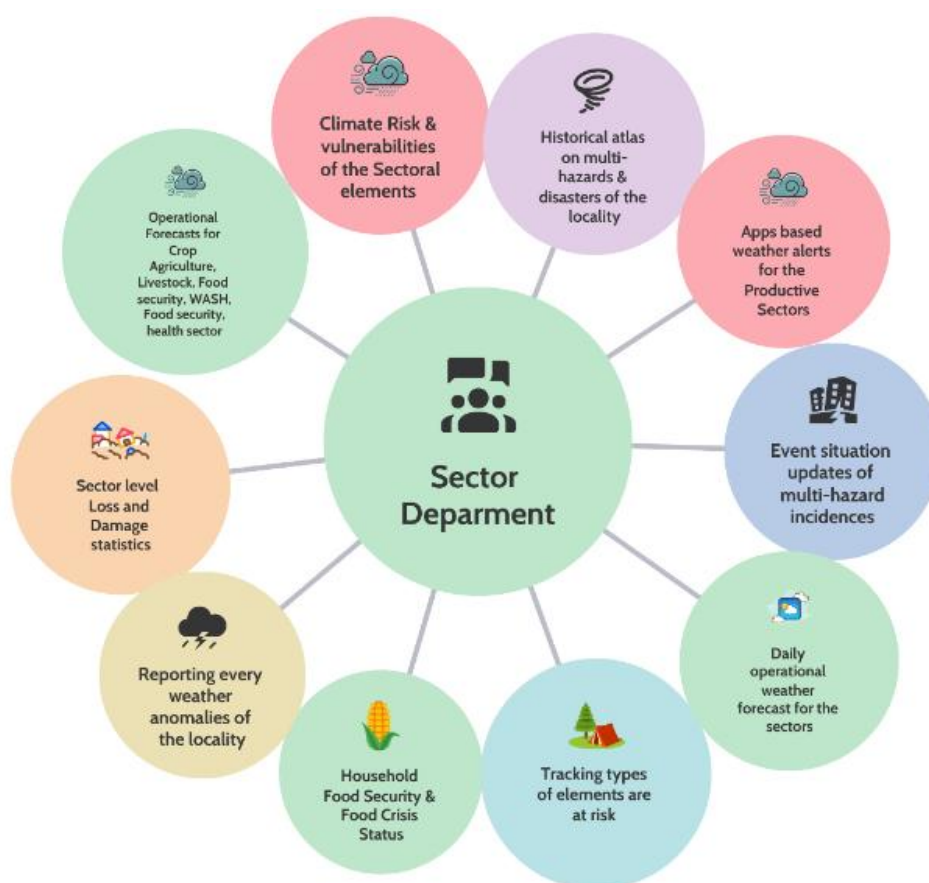 Climate Risk &
vulnerabilities
of the Sectoral
elements
Historical atlas
on multi-
hazards &
disasters of the
locality
Apps based
weather alerts
for the
Productive
Sectors
Event situation
updates of
multi-hazard
incidences
Daily
operational
weather
forecast for the
sectors
Tracking types
of elements are
at risk
Household
Food Security &
Food Crisis
Status
Reporting every
weather
anomalies of
the locality
Sector level
Loss and
Damage
statistics
Operational
Forecasts for
Crop
Agriculture,
Livestock, Food
security, WASH,
Food security,
health sector
Sector
Deparment